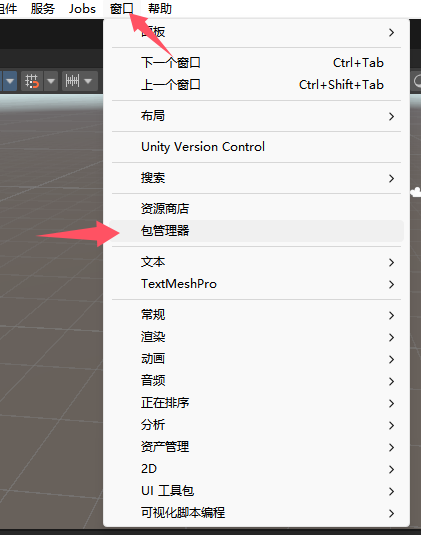 组件 服务 Jobs 窗口 帮助
面板
下一个窗口 Ctrl+Tab
上一个窗口 Ctrl+Shift+Tab
布局
Unity Version Control
搜索
资源商店
包管理器
文本
TextMeshPro
常规
渲染
动画
音频
正在排序
分析
资产管理
2D
UI 工具包
可视化脚本编程